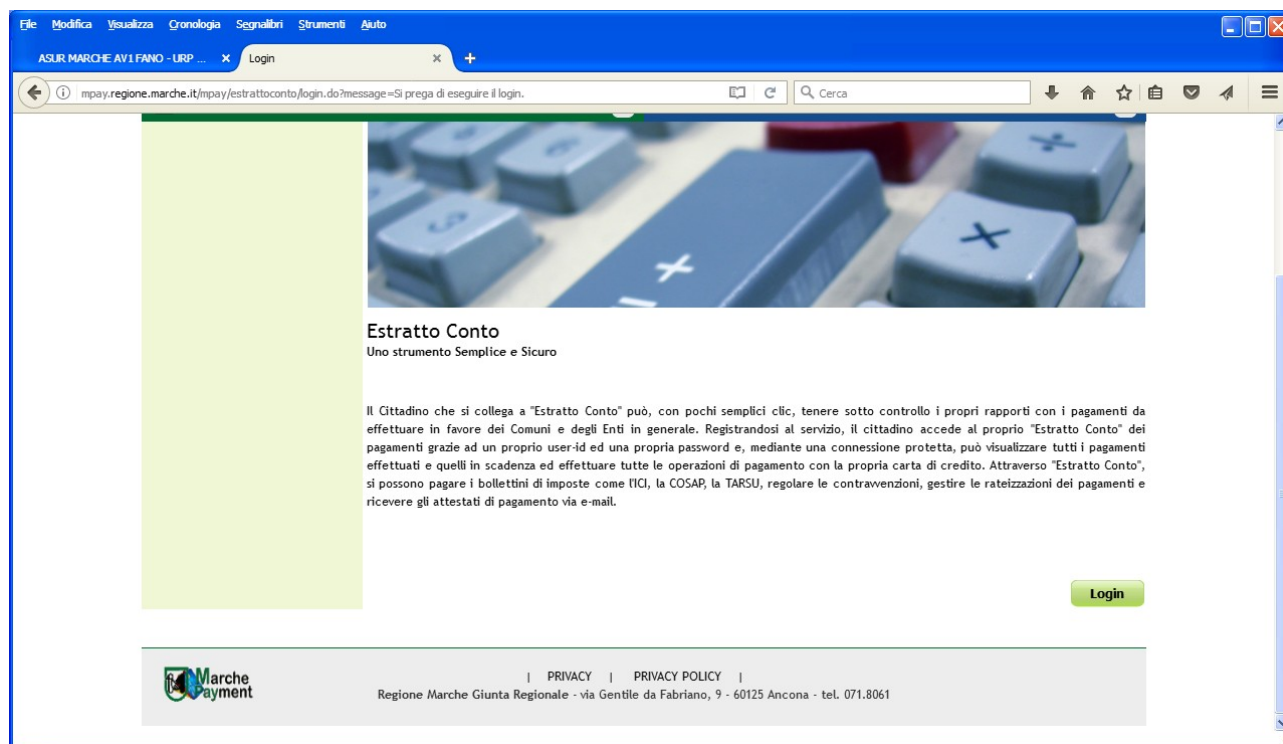 File Modifica Visualizza Cronologia Segnalibri Strumenti Aiuto
ASUR MARCHE AV1 FANO - URP ... × Login × +
mpay.regione.marche.it/mpay/estrattoconto/login.do?message=Si prega di eseguire il login. Cerca
Estratto Conto
Uno strumento Semplice e Sicuro
Il Cittadino che si collega a "Estratto Conto" può, con pochi semplici clic, tenere sotto controllo i propri rapporti con i pagamenti da
effettuare in favore dei Comuni e degli Enti in generale. Registrandosi al servizio, il cittadino accede al proprio "Estratto Conto" dei
pagamenti grazie ad un proprio user-id ed una propria password e, mediante una connessione protetta, può visualizzare tutti i pagamenti
effettuati e quelli in scadenza ed effettuare tutte le operazioni di pagamento con la propria carta di credito. Attraverso "Estratto Conto",
si possono pagare i bollettini di imposte come l'ICI, la COSAP, la TARSU, regolare le contravvenzioni, gestire le rateizzazioni dei pagamenti e
ricevere gli attestati di pagamento via e-mail.
Login
Marche
Payment
| PRIVACY | PRIVACY POLICY |
Regione Marche Giunta Regionale - via Gentile da Fabriano, 9 - 60125 Ancona - tel. 071.8061